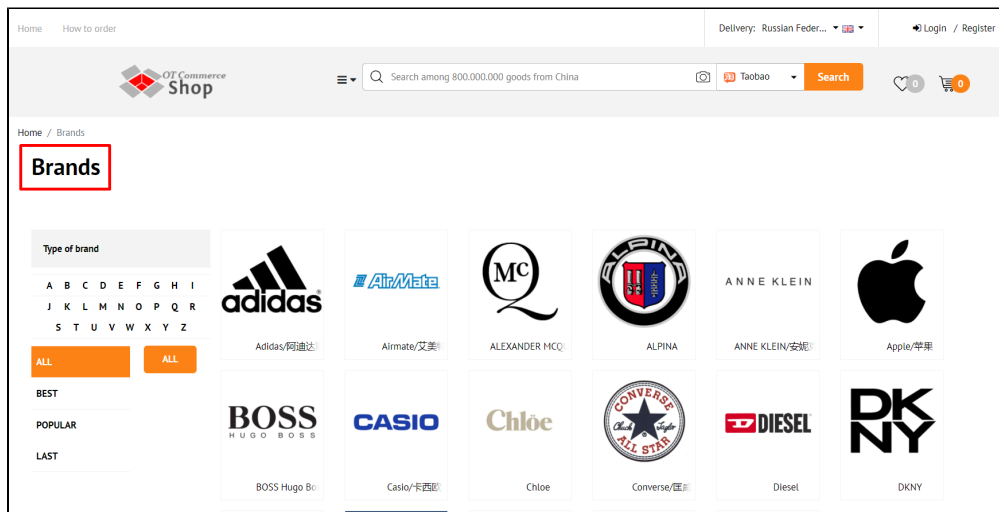 Home How to order
Delivery: Russian Feder... Login / Register
OT Commerce
Shop
Search among 800.000.000 goods from China
Taobao
Search
0
0
Home / Brands
Brands
Type of brand
A B C D E F G H I
J K L M N O P Q R
S T U V W X Y Z
ALL
ALL
BEST
POPULAR
LAST
adidas
AirMate
McQ
ALPINA
ANNE KLEIN
Adidas/阿迪达
Airmate/艾美
ALEXANDER MCQ
ALPINA
ANNE KLEIN/安妮
Apple/苹果
BOSS
HUGO BOSS
CASIO
Chlöe
CONVERSE
Chuck Taylor
ALL STAR
DIESEL
DK
NY
BOSS Hugo Bo
Casio/卡西欧
Chloe
Converse/匡威
Diesel
DKNY